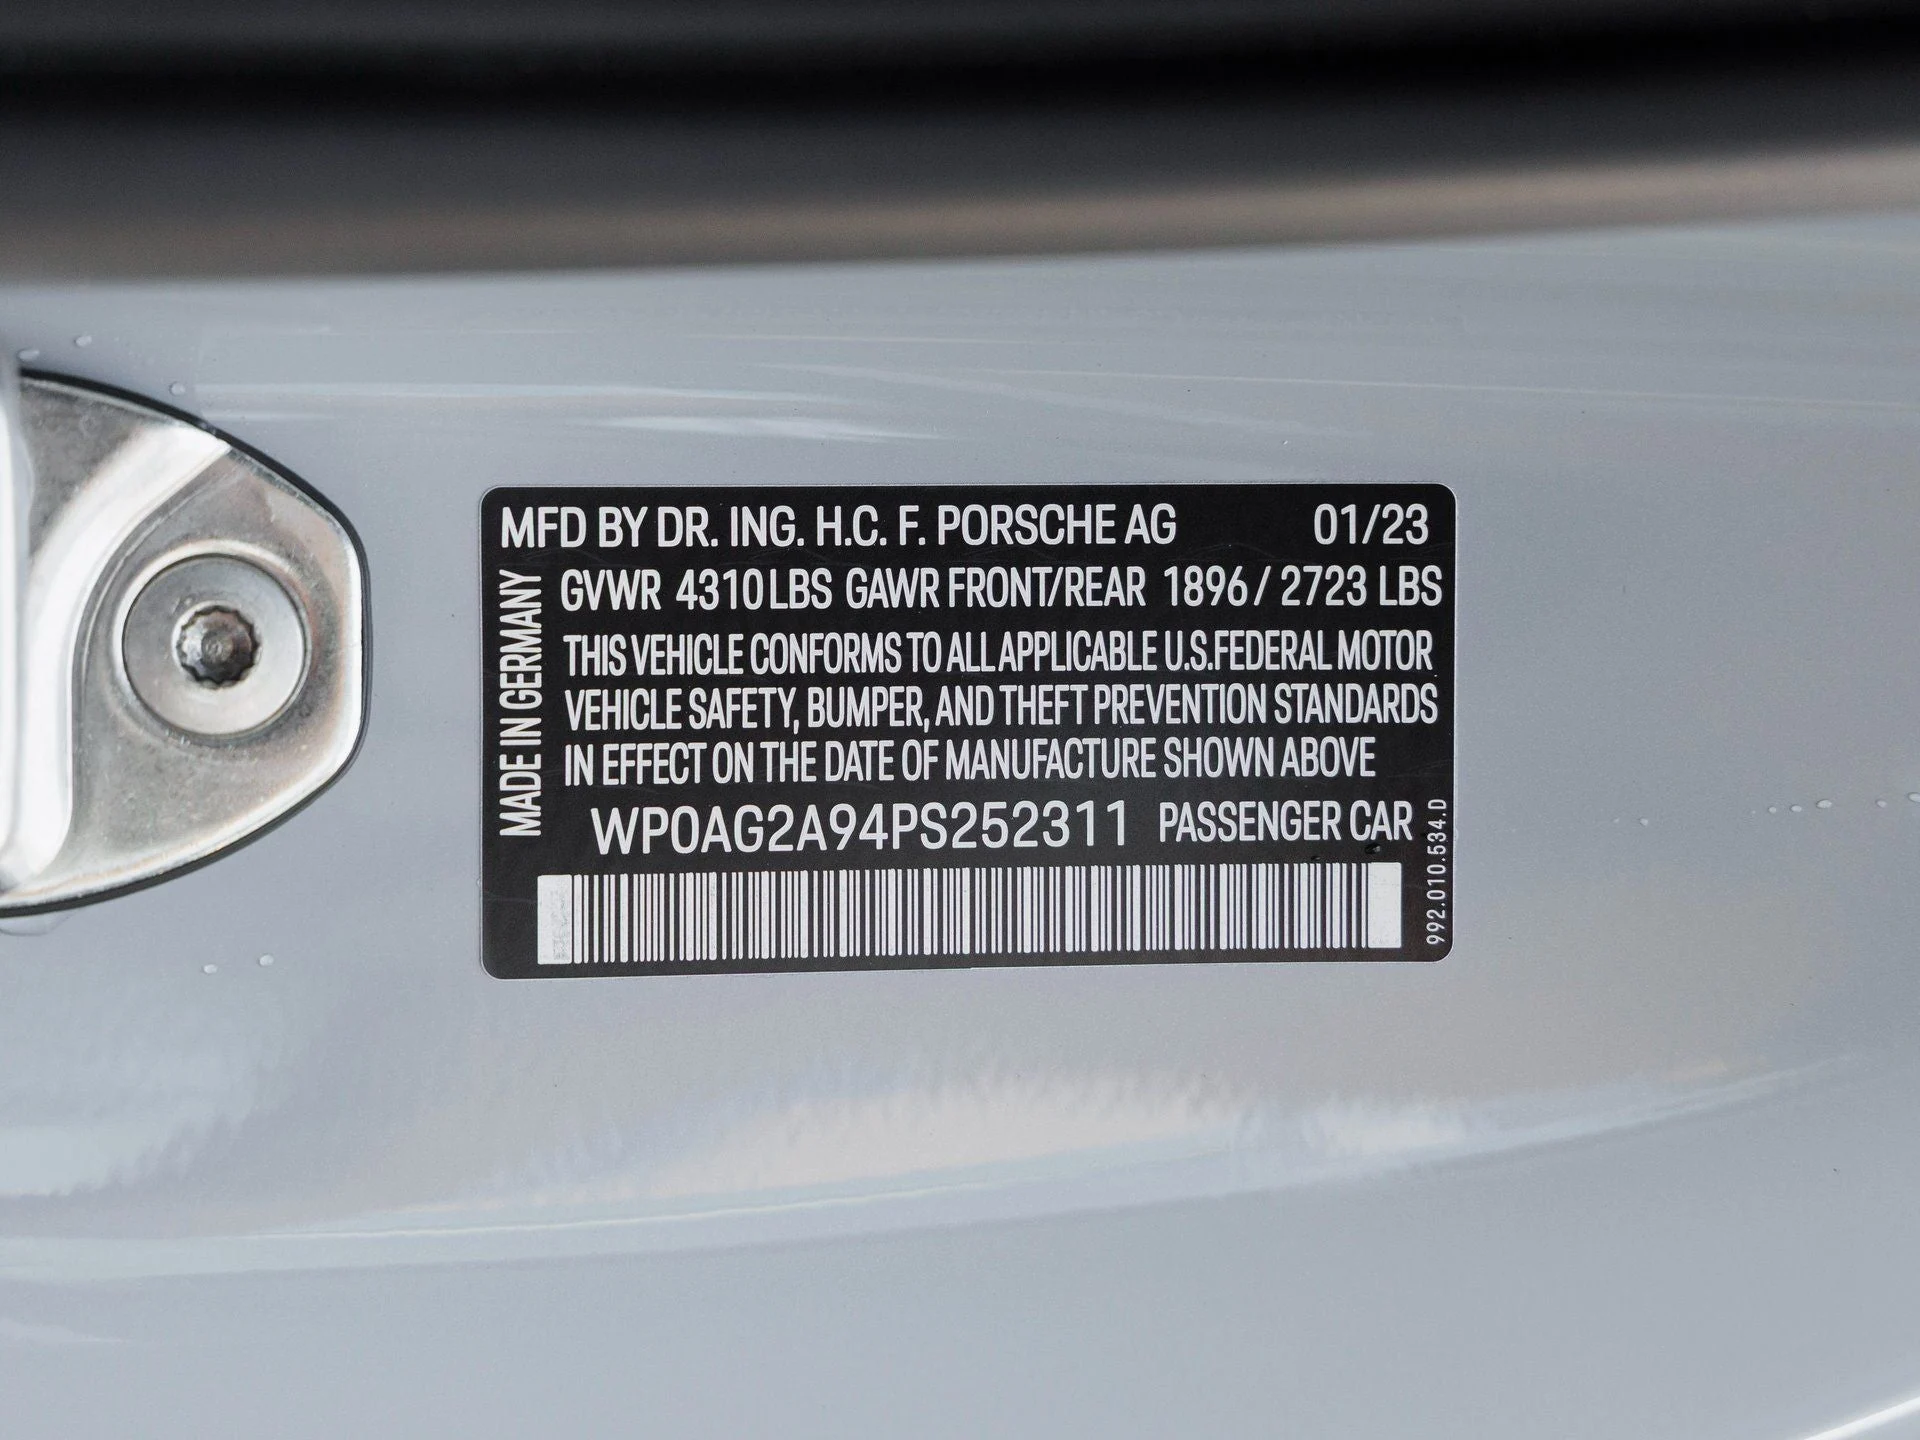 MFD BY DR. ING. H.C. F. PORSCHE AG 01/23
MADE IN GERMANY
GVWR 4310 LBS GAWR FRONT/REAR 1896 / 2723 LBS
THIS VEHICLE CONFORMS TO ALL APPLICABLE U.S.FEDERAL MOTOR
VEHICLE SAFETY, BUMPER, AND THEFT PREVENTION STANDARDS
IN EFFECT ON THE DATE OF MANUFACTURE SHOWN ABOVE
WP0AG2A94PS252311 PASSENGER CAR
992.010.534.D